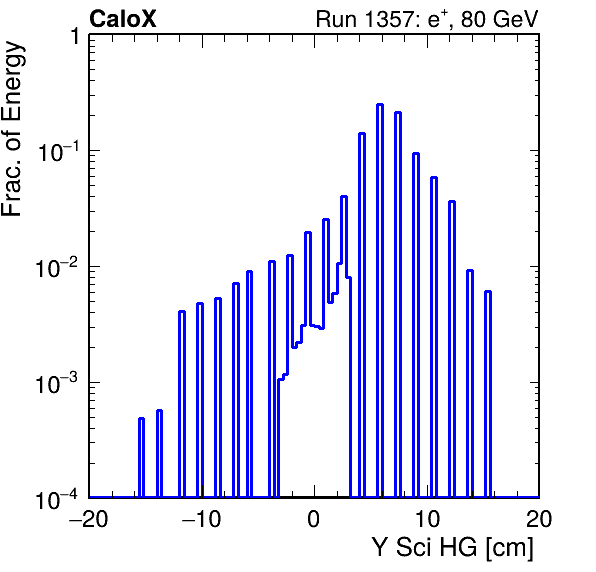 CaloX Run 1357: e⁺, 80 GeV
Frac. of Energy
1
10⁻¹
10⁻²
10⁻³
10⁻⁴
−20 −10 0 10 20
Y Sci HG [cm]